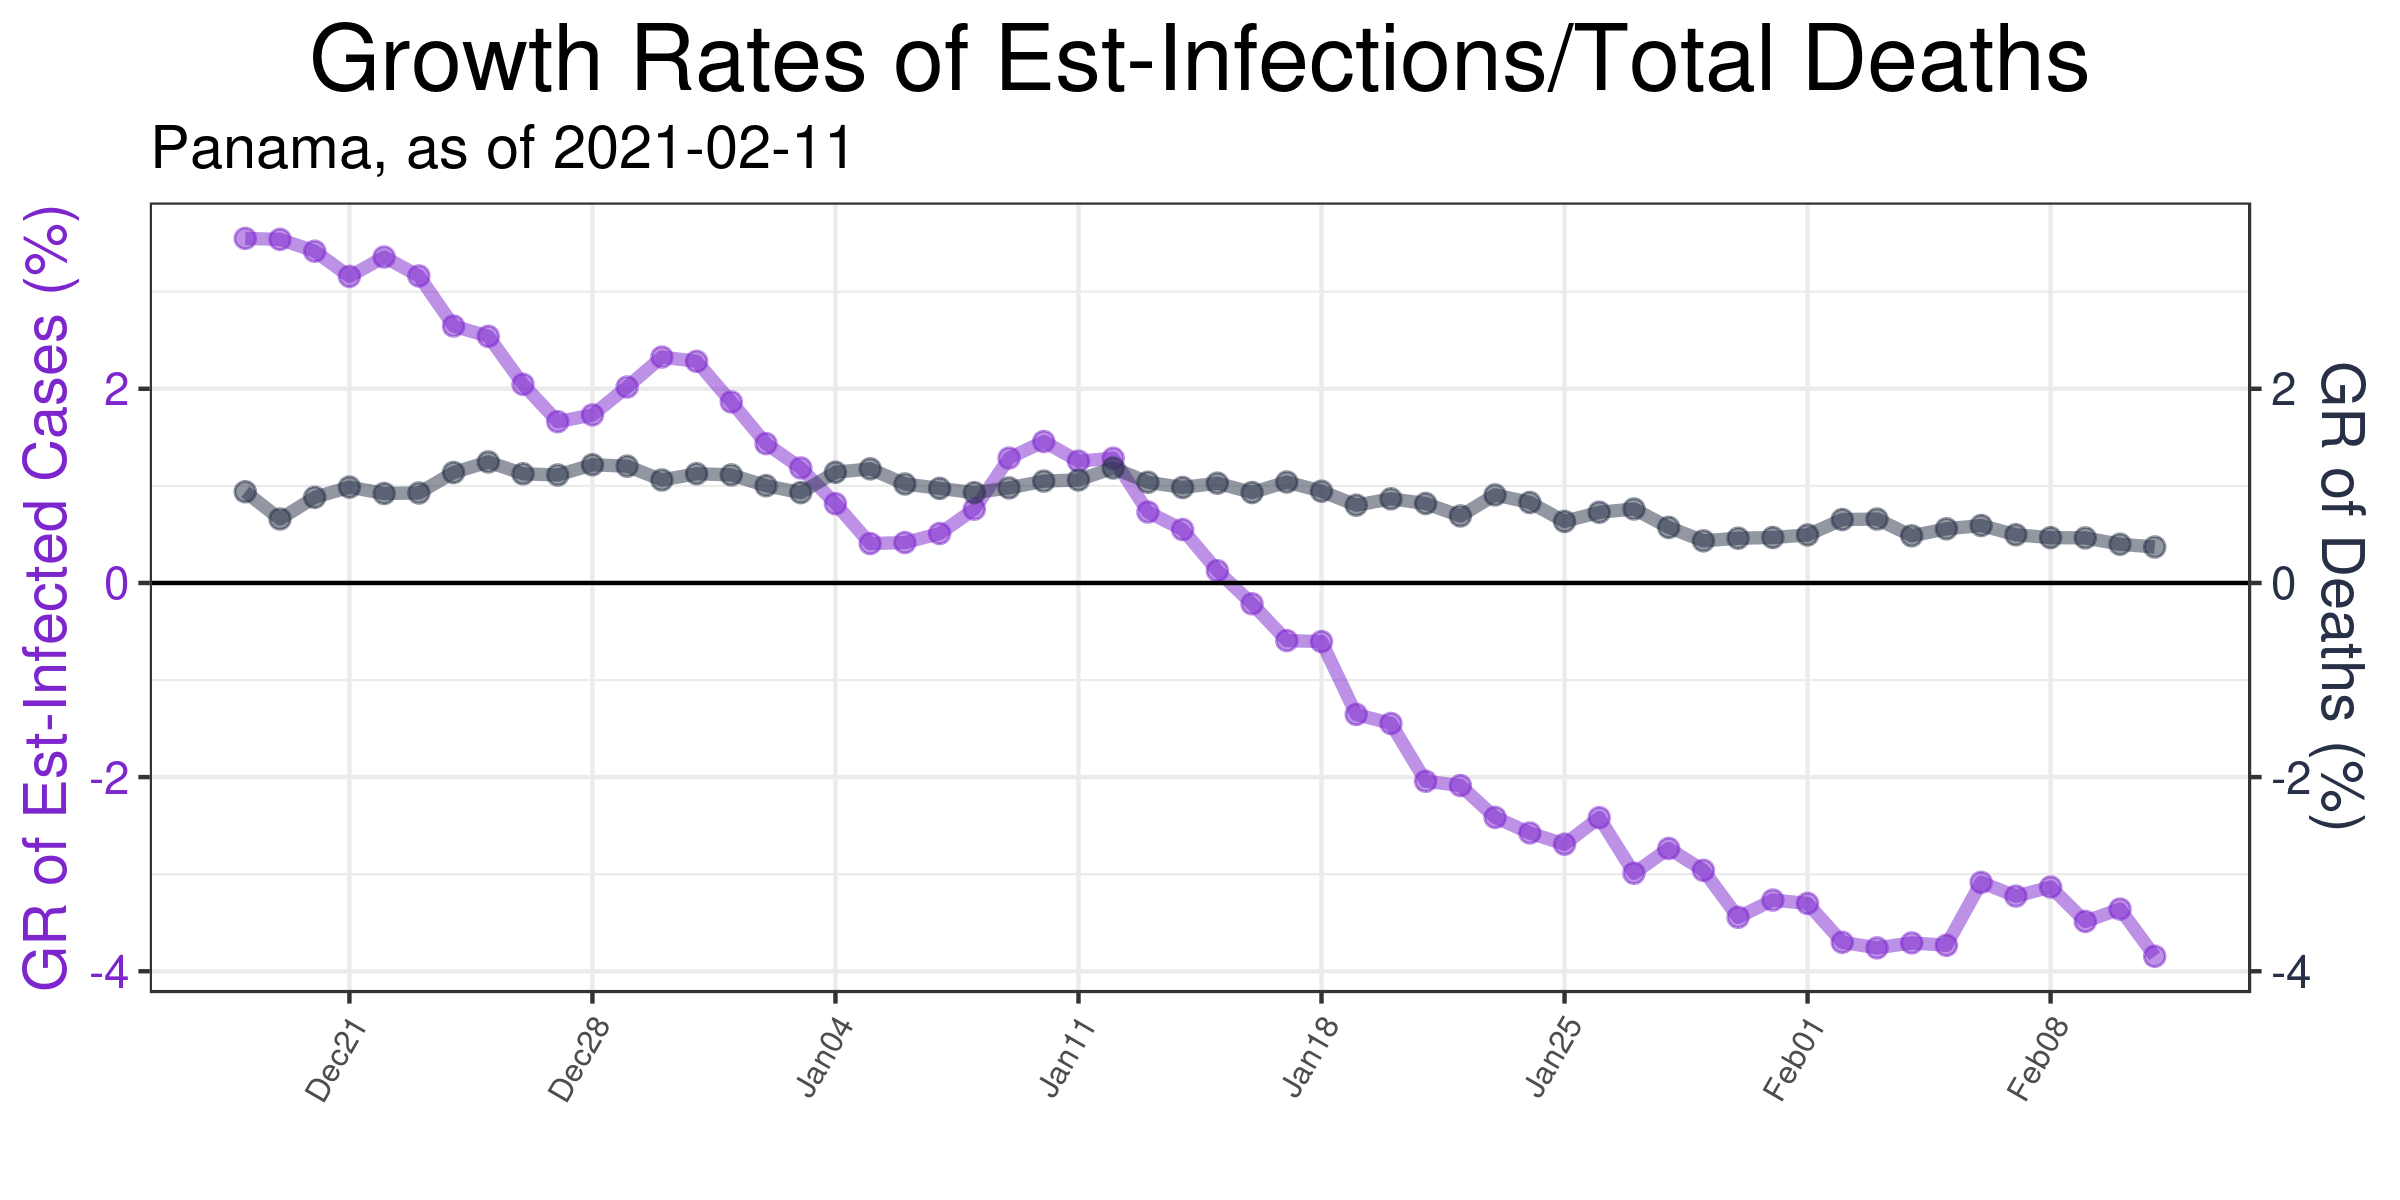 Growth Rates of Est-Infections/Total Deaths
Panama, as of 2021-02-11
GR of Est-Infected Cases (%)
2
0
-2
-4
2
0
-2
-4
GR of Deaths (%)
Dec21
Dec28
Jan04
Jan11
Jan18
Jan25
Feb01
Feb08